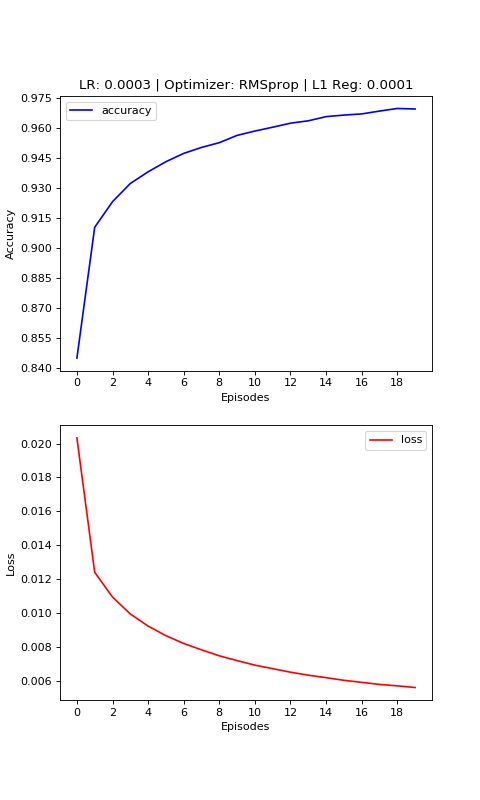 LR: 0.0003 | Optimizer: RMSprop | L1 Reg: 0.0001
accuracy
0.975
0.960
0.945
0.930
0.915
0.900
0.885
0.870
0.855
0.840
Accuracy
0 2 4 6 8 10 12 14 16 18
Episodes
loss
0.020
0.018
0.016
0.014
0.012
0.010
0.008
0.006
Loss
0 2 4 6 8 10 12 14 16 18
Episodes